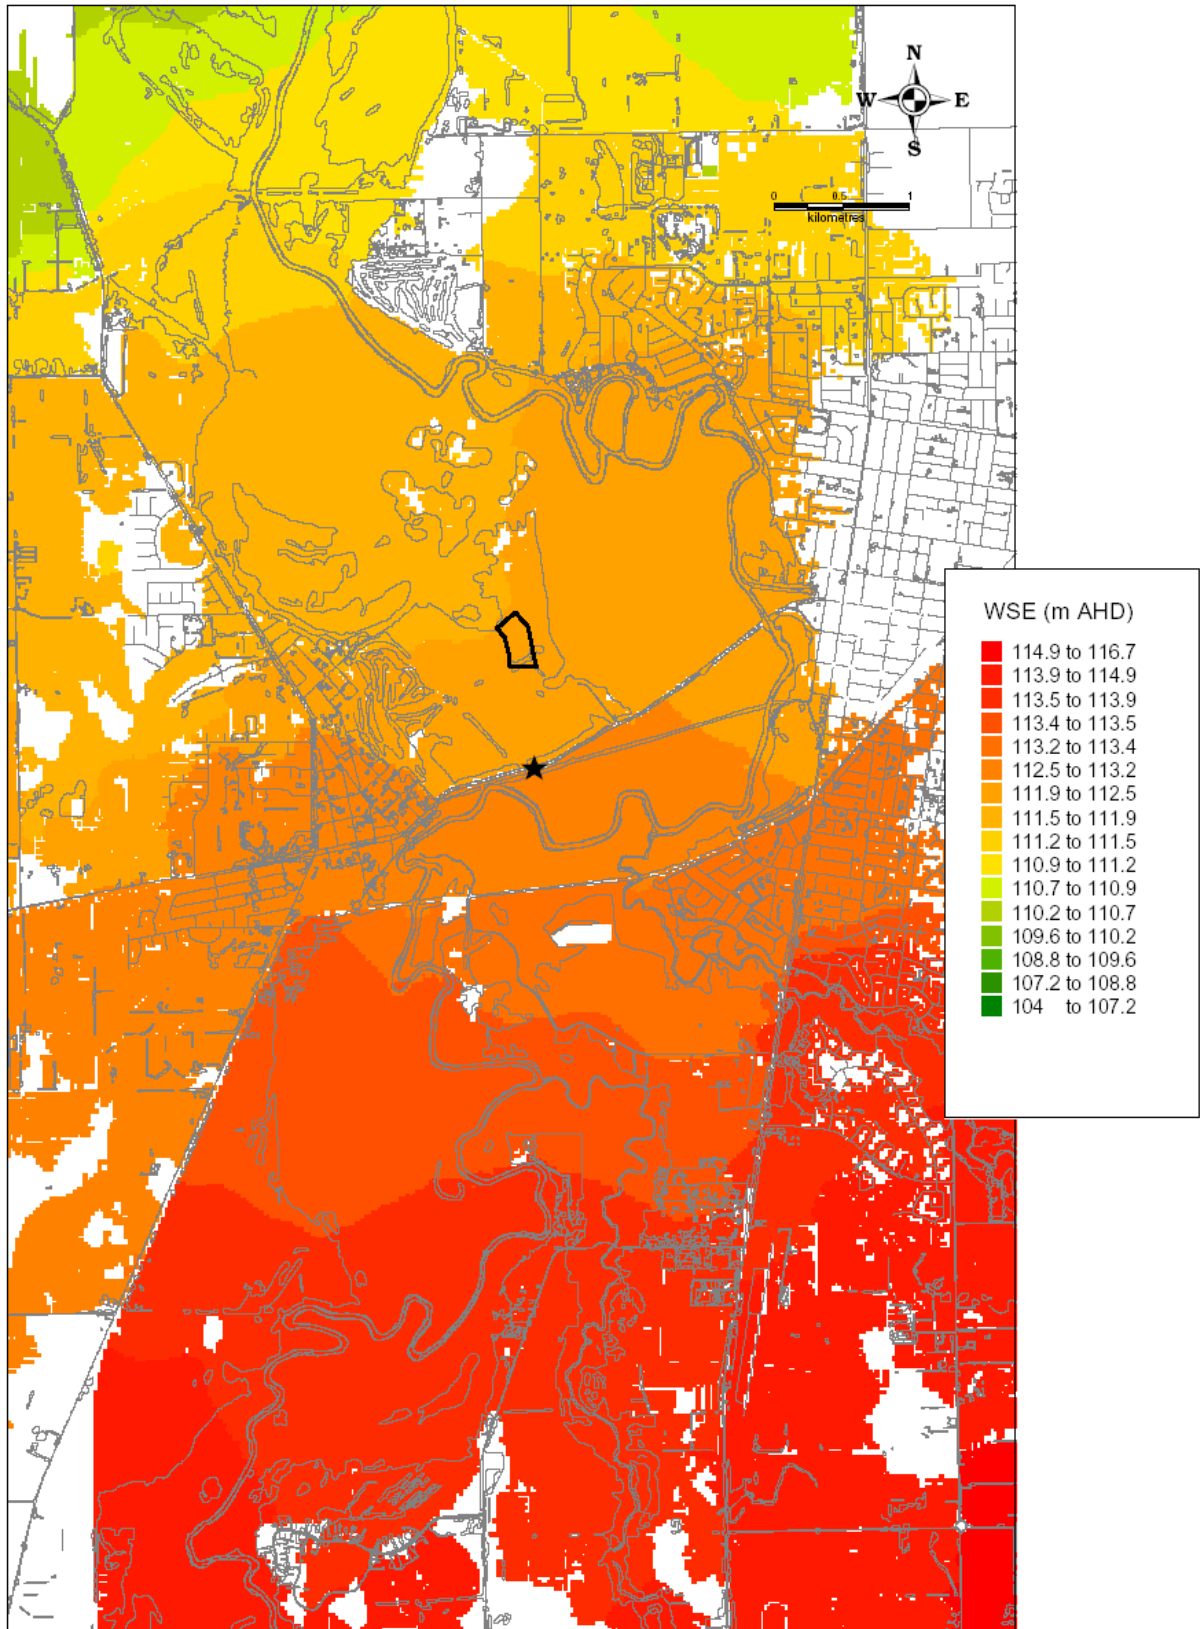 N
W E
S
0 0.5 1
kilometres
WSE (m AHD)
114.9 to 116.7
113.9 to 114.9
113.5 to 113.9
113.4 to 113.5
113.2 to 113.4
112.5 to 113.2
111.9 to 112.5
111.5 to 111.9
111.2 to 111.5
110.9 to 111.2
110.7 to 110.9
110.2 to 110.7
109.6 to 110.2
108.8 to 109.6
107.2 to 108.8
104 to 107.2